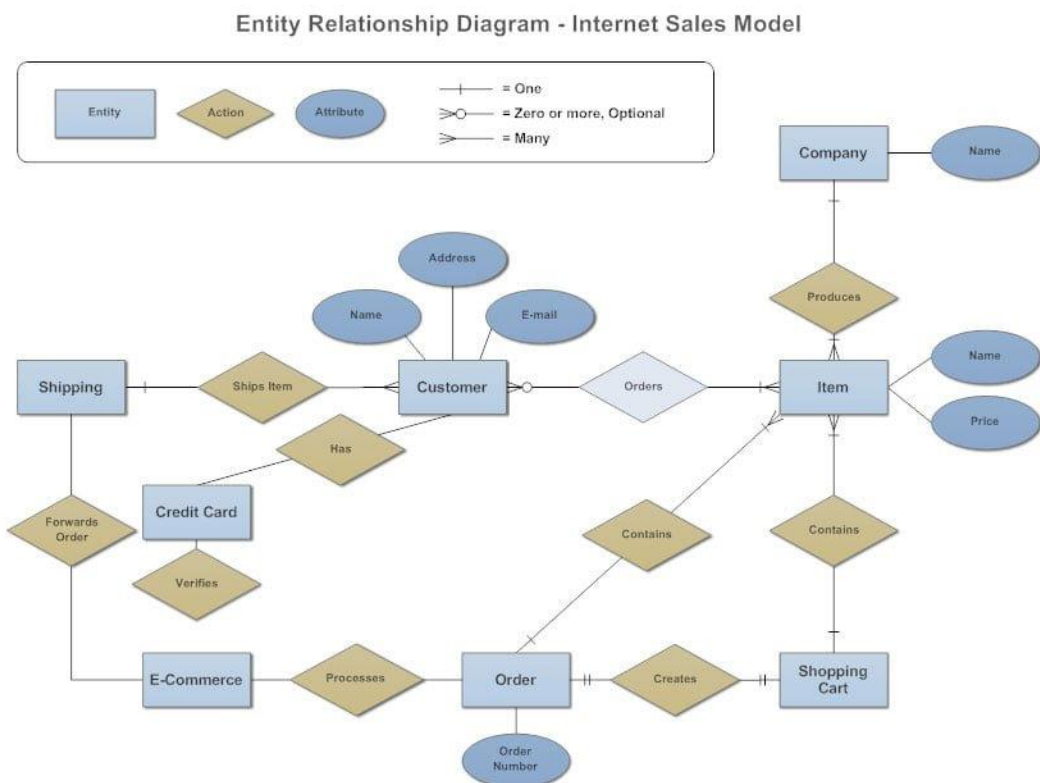 Entity Relationship Diagram - Internet Sales Model
Entity
Action
Attribute
= One
= Zero or more, Optional
= Many
Company
Name
Address
Name
E-mail
Produces
Shipping
Ships Item
Customer
Orders
Item
Name
Price
Has
Credit Card
Forwards
Order
Contains
Contains
Verifies
E-Commerce
Processes
Order
Creates
Shopping
Cart
Order
Number